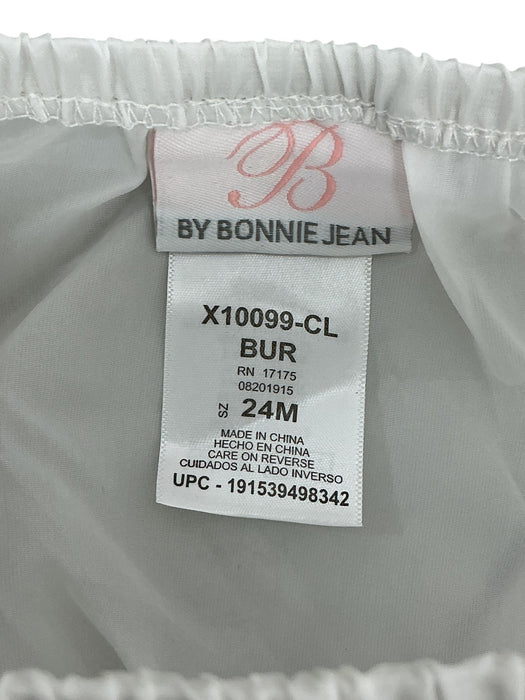 B
BY BONNIE JEAN
X10099-CL
BUR
RN 17175
08201915
SZ 24M
MADE IN CHINA
HECHO EN CHINA
CARE ON REVERSE
CUIDADOS AL LADO INVERSO
UPC - 191539498342